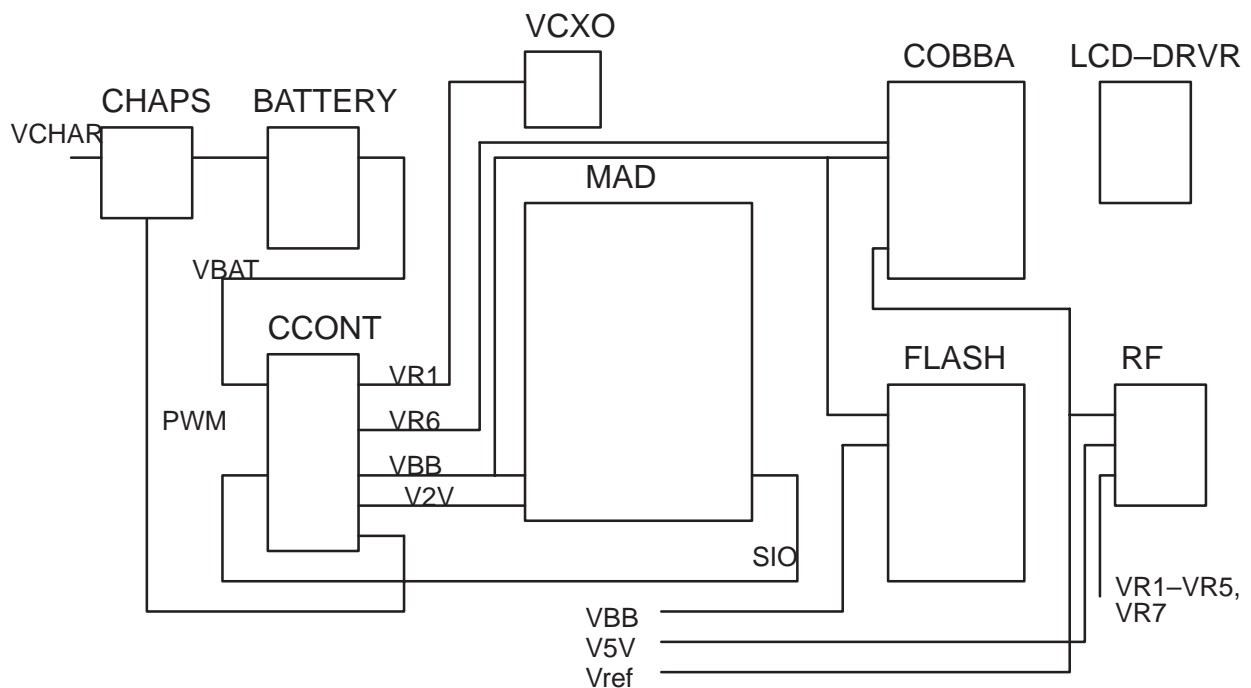 VCXO
COBBA
LCD–DRVR
CHAPS
BATTERY
VCHAR
MAD
VBAT
CCONT
VR1
FLASH
RF
PWM
VR6
VBB
V2V
SIO
VR1–VR5,
VR7
VBB
V5V
Vref